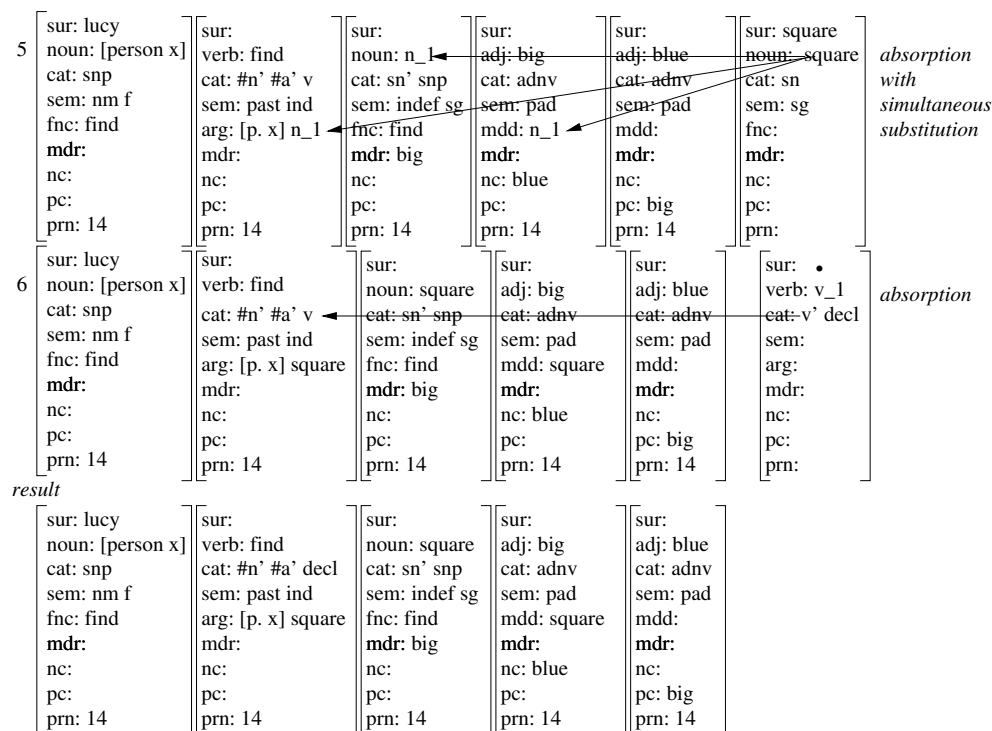 5
sur: lucy
noun: [person x]
cat: snp
sem: nm f
fnc: find
mdr:
nc:
pc:
prn: 14
sur:
verb: find
cat: #n’ #a’ v
sem: past ind
arg: [p. x] n_1
mdr:
nc:
pc:
prn: 14
sur:
noun: n_1
cat: sn’ snp
sem: indef sg
fnc: find
mdr: big
nc:
pc:
prn: 14
sur:
adj: big
cat: adnv
sem: pad
mdd: n_1
mdr:
nc: blue
pc:
prn: 14
sur:
adj: blue
cat: adnv
sem: pad
mdd:
mdr:
nc:
pc: big
prn: 14
sur: square
noun: square
cat: sn
sem: sg
fnc:
mdr:
nc:
pc:
prn:
absorption
with
simultaneous
substitution
6
sur: lucy
noun: [person x]
cat: snp
sem: nm f
fnc: find
mdr:
nc:
pc:
prn: 14
sur:
verb: find
cat: #n’ #a’ v
sem: past ind
arg: [p. x] square
mdr:
nc:
pc:
prn: 14
sur:
noun: square
cat: sn’ snp
sem: indef sg
fnc: find
mdr: big
nc:
pc:
prn: 14
sur:
adj: big
cat: adnv
sem: pad
mdd: square
mdr:
nc: blue
pc:
prn: 14
sur:
adj: blue
cat: adnv
sem: pad
mdd:
mdr:
nc:
pc: big
prn: 14
sur: •
verb: v_1
cat: v’ decl
sem:
arg:
mdr:
nc:
pc:
prn:
absorption
result
sur: lucy
noun: [person x]
cat: snp
sem: nm f
fnc: find
mdr:
nc:
pc:
prn: 14
sur:
verb: find
cat: #n’ #a’ decl
sem: past ind
arg: [p. x] square
mdr:
nc:
pc:
prn: 14
sur:
noun: square
cat: sn’ snp
sem: indef sg
fnc: find
mdr: big
nc:
pc:
prn: 14
sur:
adj: big
cat: adnv
sem: pad
mdd: square
mdr:
nc: blue
pc:
prn: 14
sur:
adj: blue
cat: adnv
sem: pad
mdd:
mdr:
nc:
pc: big
prn: 14